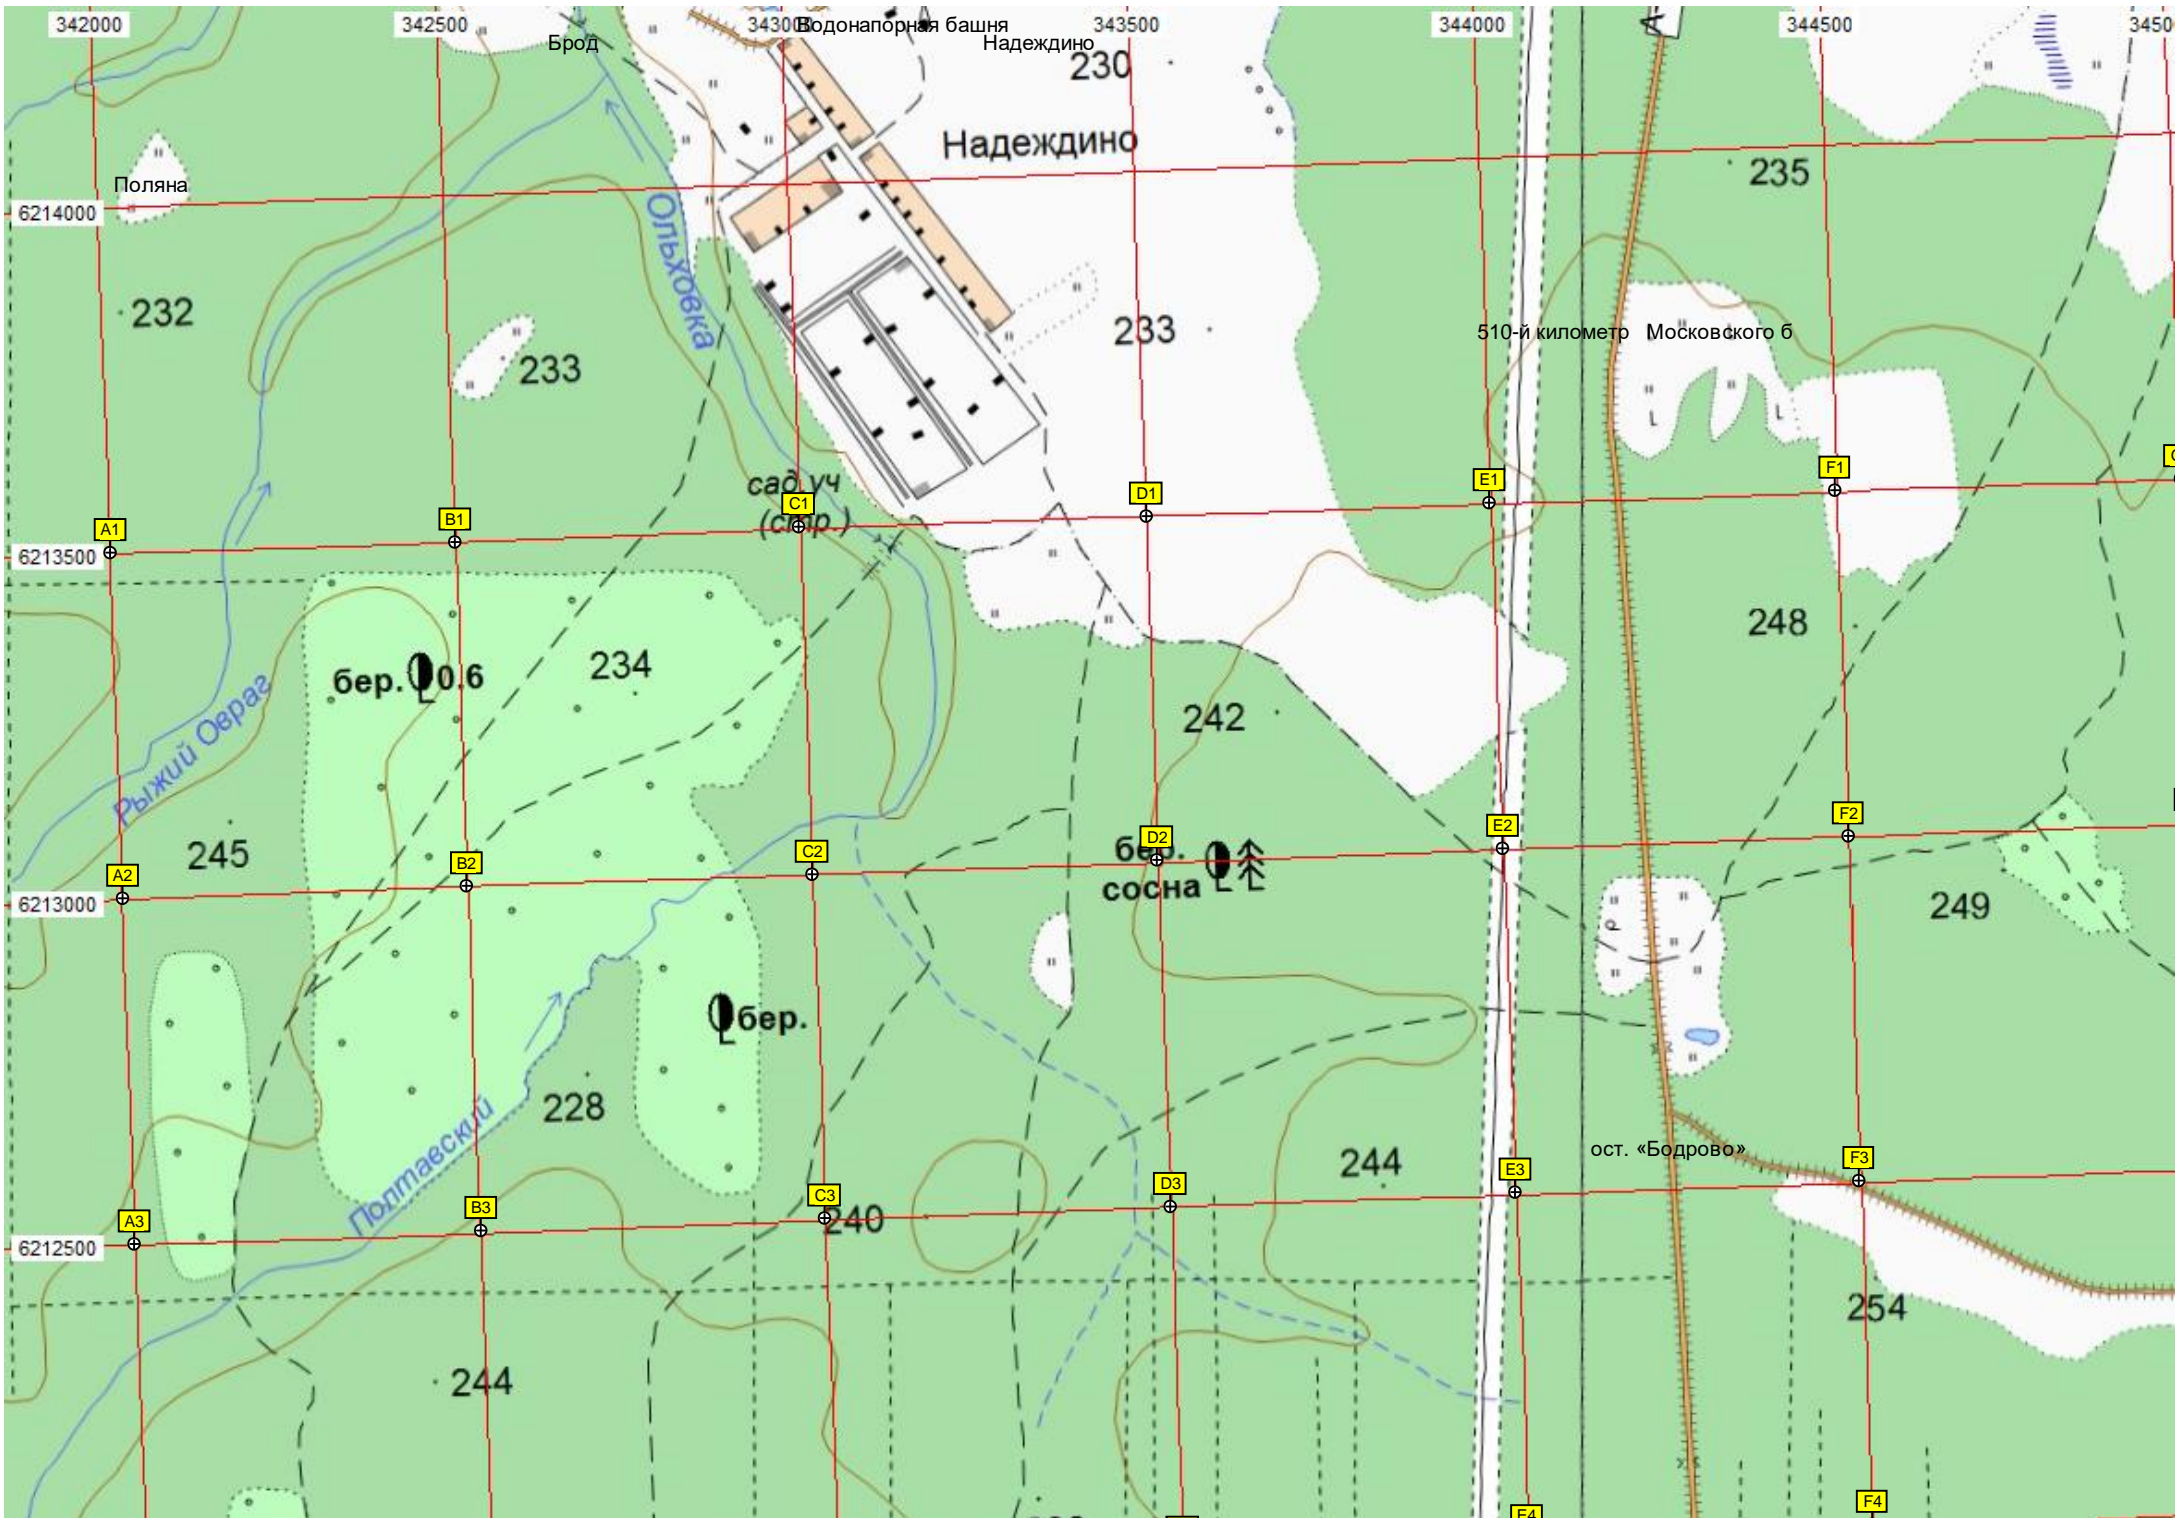 342000 342500 343000 Водонапорная башня 343500 344000 344500
Брод Надеждино
230
Надеждино
235
Поляна
6214000
Ольховка
232
233
233
510-й километр Московского б
сад.уч
(стр.)
A1 B1 C1 D1 E1 F1
6213500
234
248
бер. 0.6
Рыжий Овраг
242
245
A2 B2 C2 D2 E2 F2
бер.
сосна
6213000
249
бер.
228
Полтавский
244
ост. «Бодрово»
A3 B3 C3 D3 E3 F3
240
6212500
254
244
F4
E4